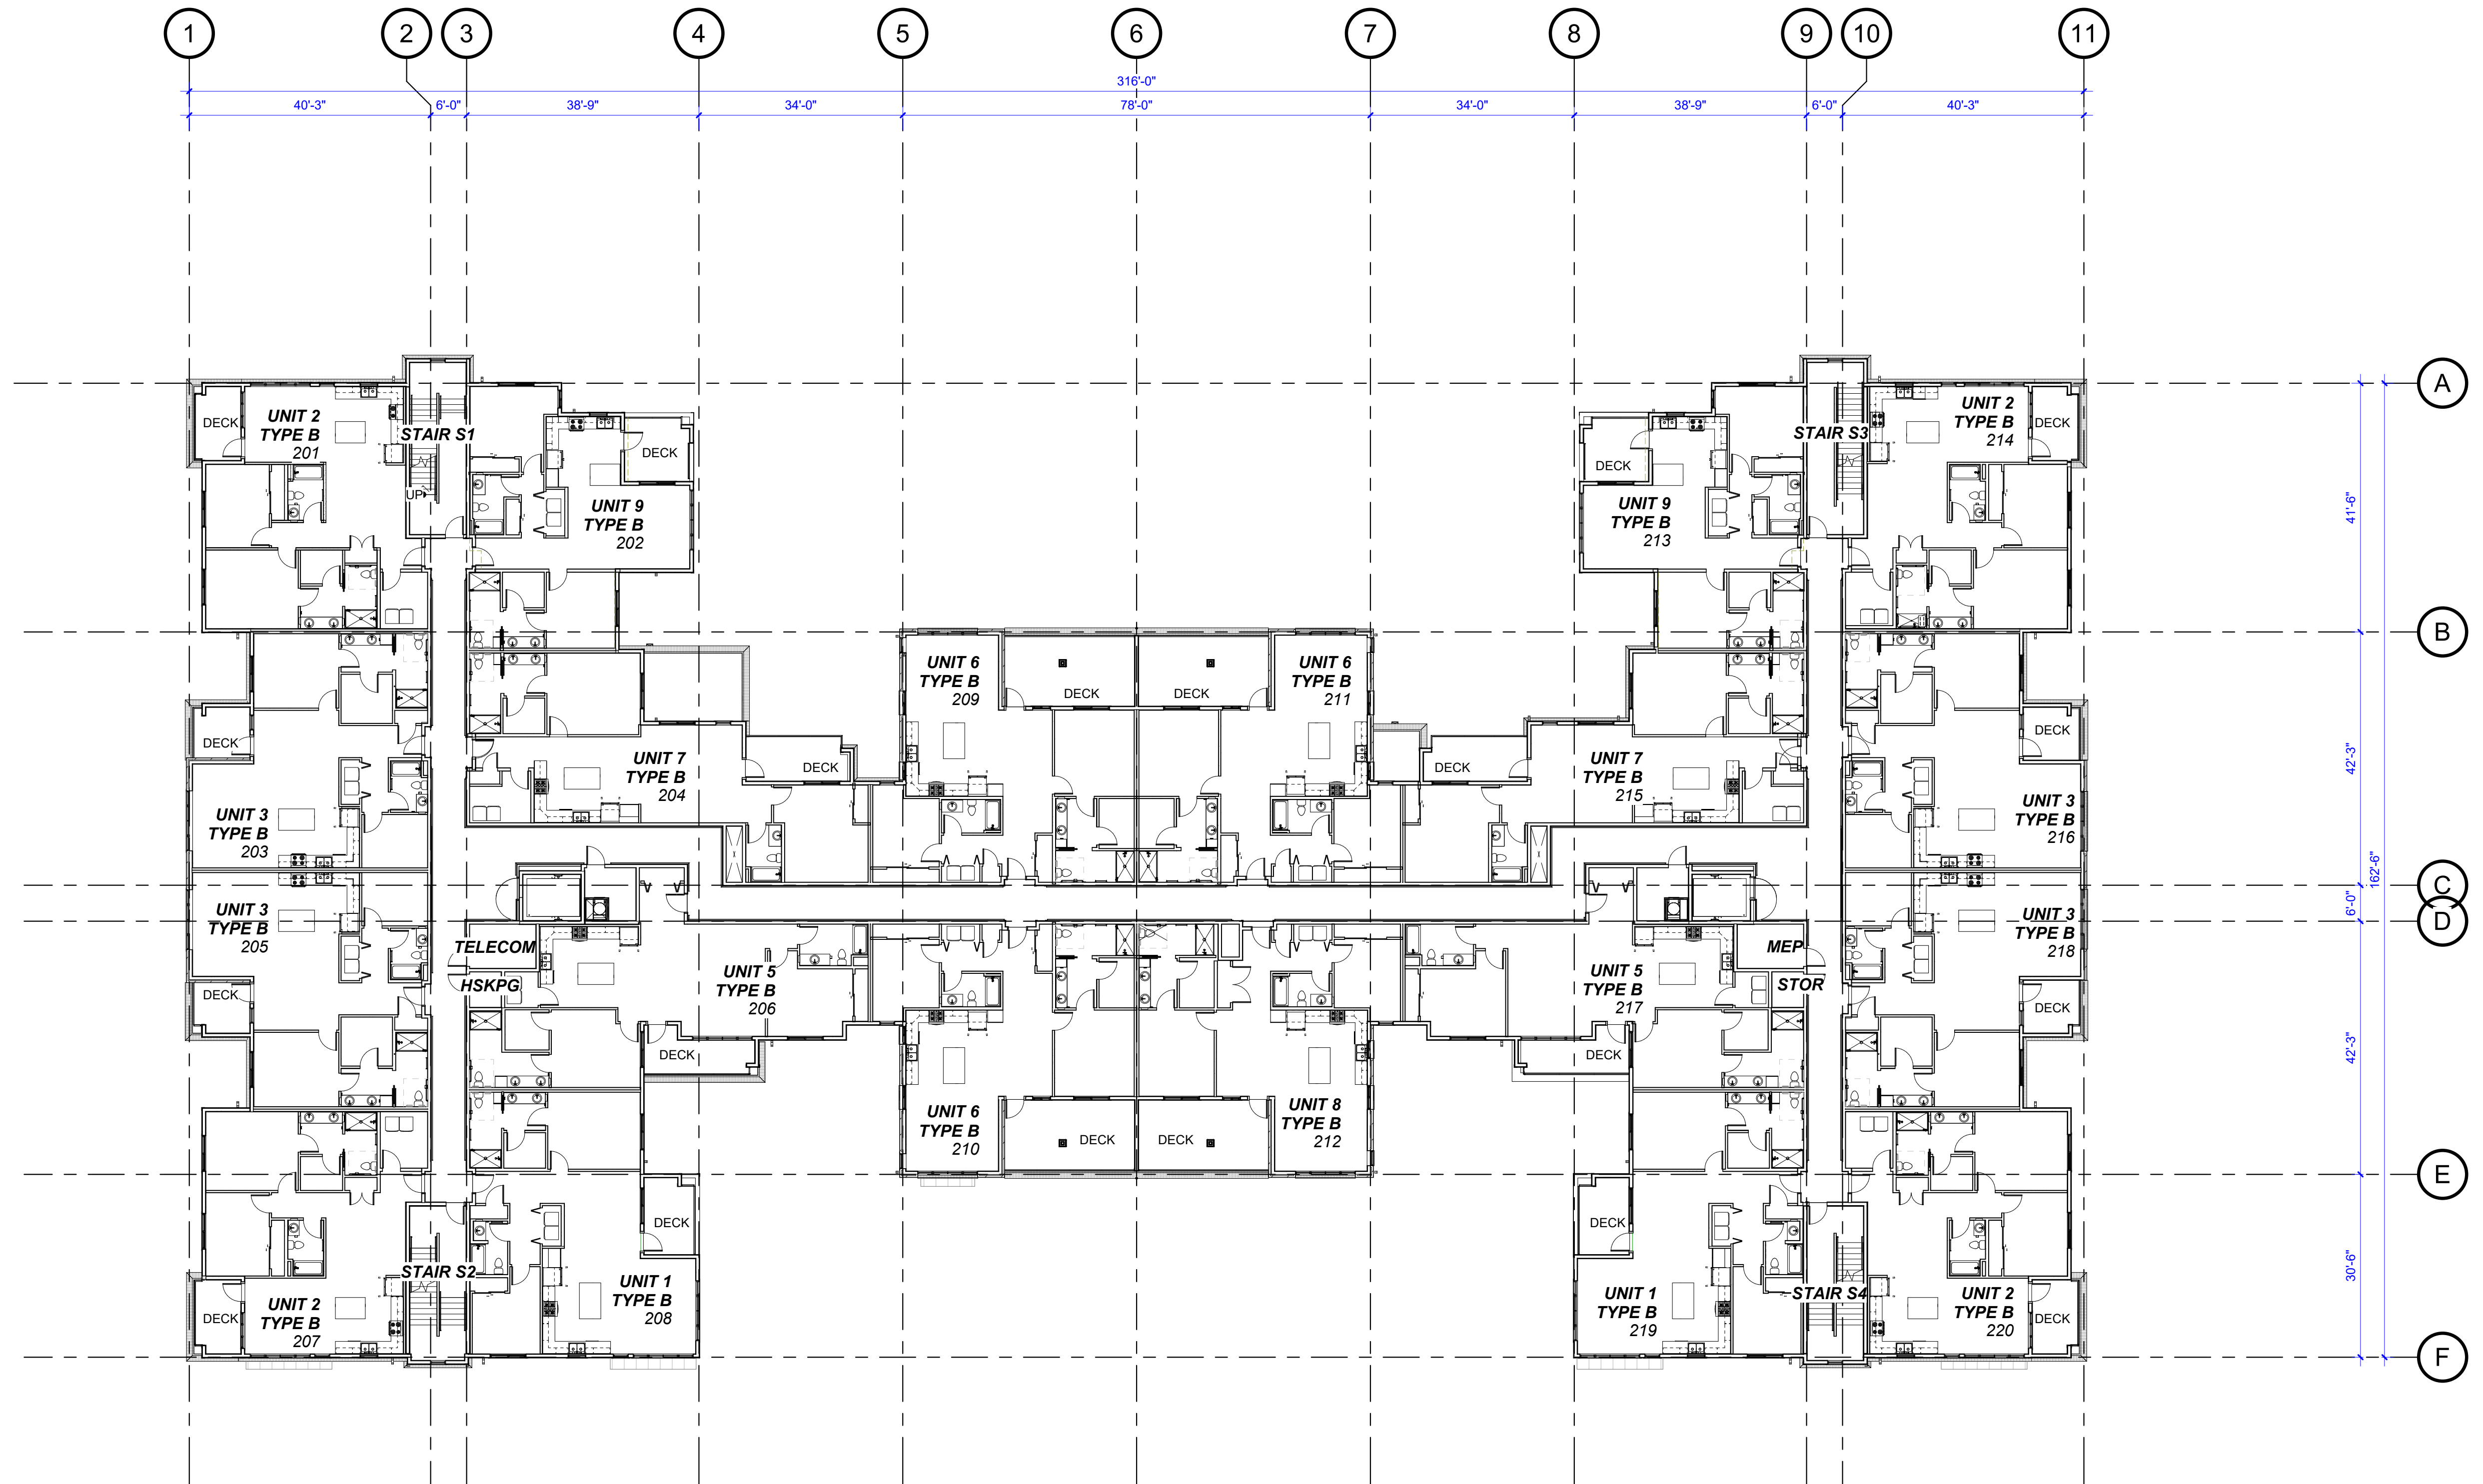 1 2 3 4 5 6 7 8 9 10 11
316'-0"
40'-3" 6'-0" 38'-9" 34'-0" 78'-0" 34'-0" 38'-9" 6'-0" 40'-3"
A
DECK
UNIT 2
TYPE B
201
STAIR S1
UP
DECK
UNIT 9
TYPE B
202
DECK
UNIT 9
TYPE B
213
STAIR S3
UNIT 2
TYPE B
214
DECK
41'-6"
B
DECK
UNIT 3
TYPE B
203
UNIT 7
TYPE B
204
DECK
UNIT 6
TYPE B
209
DECK
DECK
UNIT 6
TYPE B
211
DECK
UNIT 7
TYPE B
215
DECK
UNIT 3
TYPE B
216
42'-3"
162'-6"
C
6'-0"
D
UNIT 3
TYPE B
205
DECK
TELECOM
HSKPG
UNIT 5
TYPE B
206
DECK
UNIT 6
TYPE B
210
DECK
DECK
UNIT 8
TYPE B
212
UNIT 5
TYPE B
217
DECK
MEP
STOR
UNIT 3
TYPE B
218
DECK
42'-3"
E
DECK
UNIT 2
TYPE B
207
STAIR S2
DECK
UNIT 1
TYPE B
208
DECK
UNIT 1
TYPE B
219
STAIR S4
UNIT 2
TYPE B
220
DECK
30'-6"
F